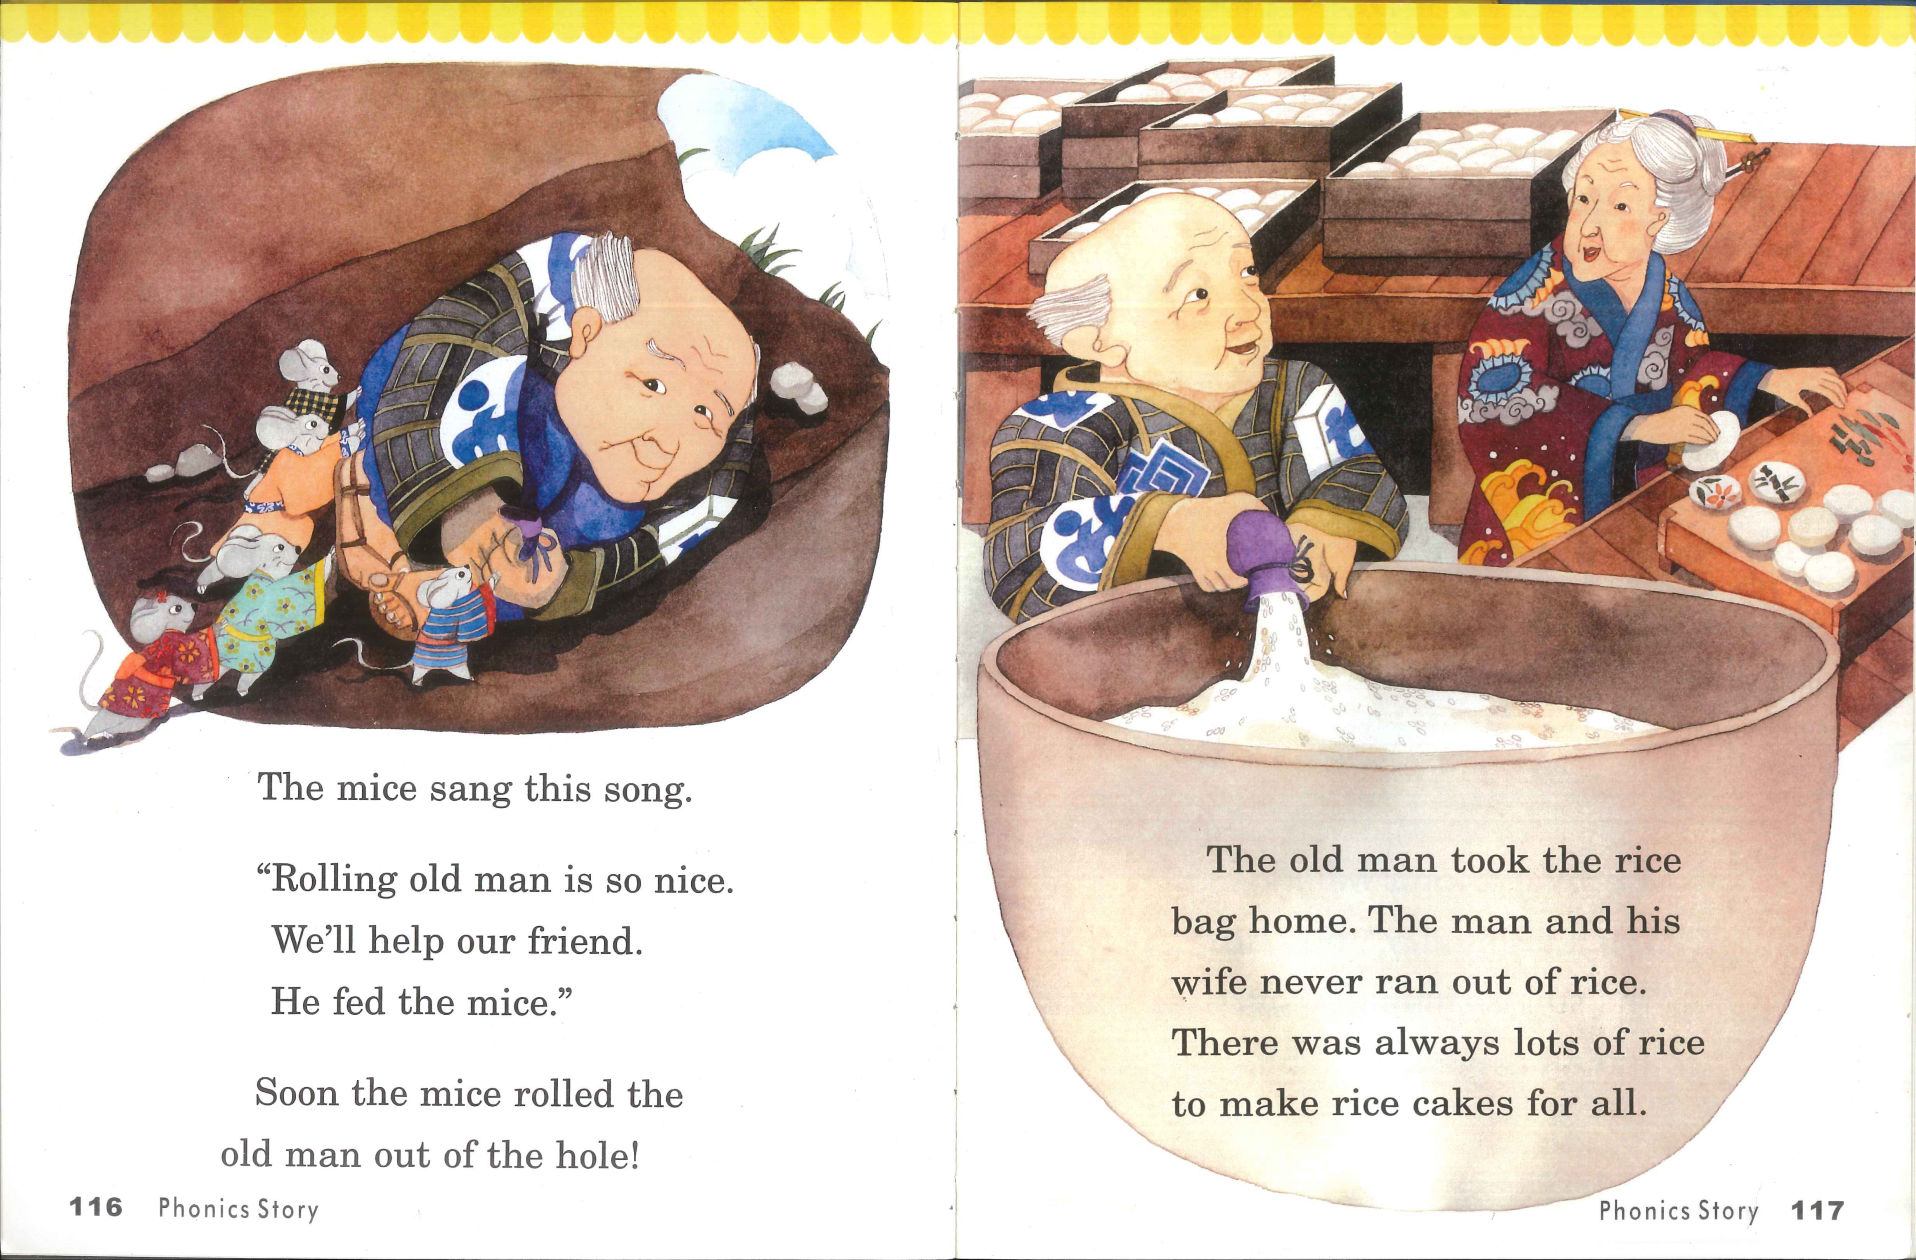 The mice sang this song.
“Rolling old man is so nice.
We’ll help our friend.
He fed the mice.”
Soon the mice rolled the
old man out of the hole!
116 Phonics Story
The old man took the rice
bag home. The man and his
wife never ran out of rice.
There was always lots of rice
to make rice cakes for all.
Phonics Story 117